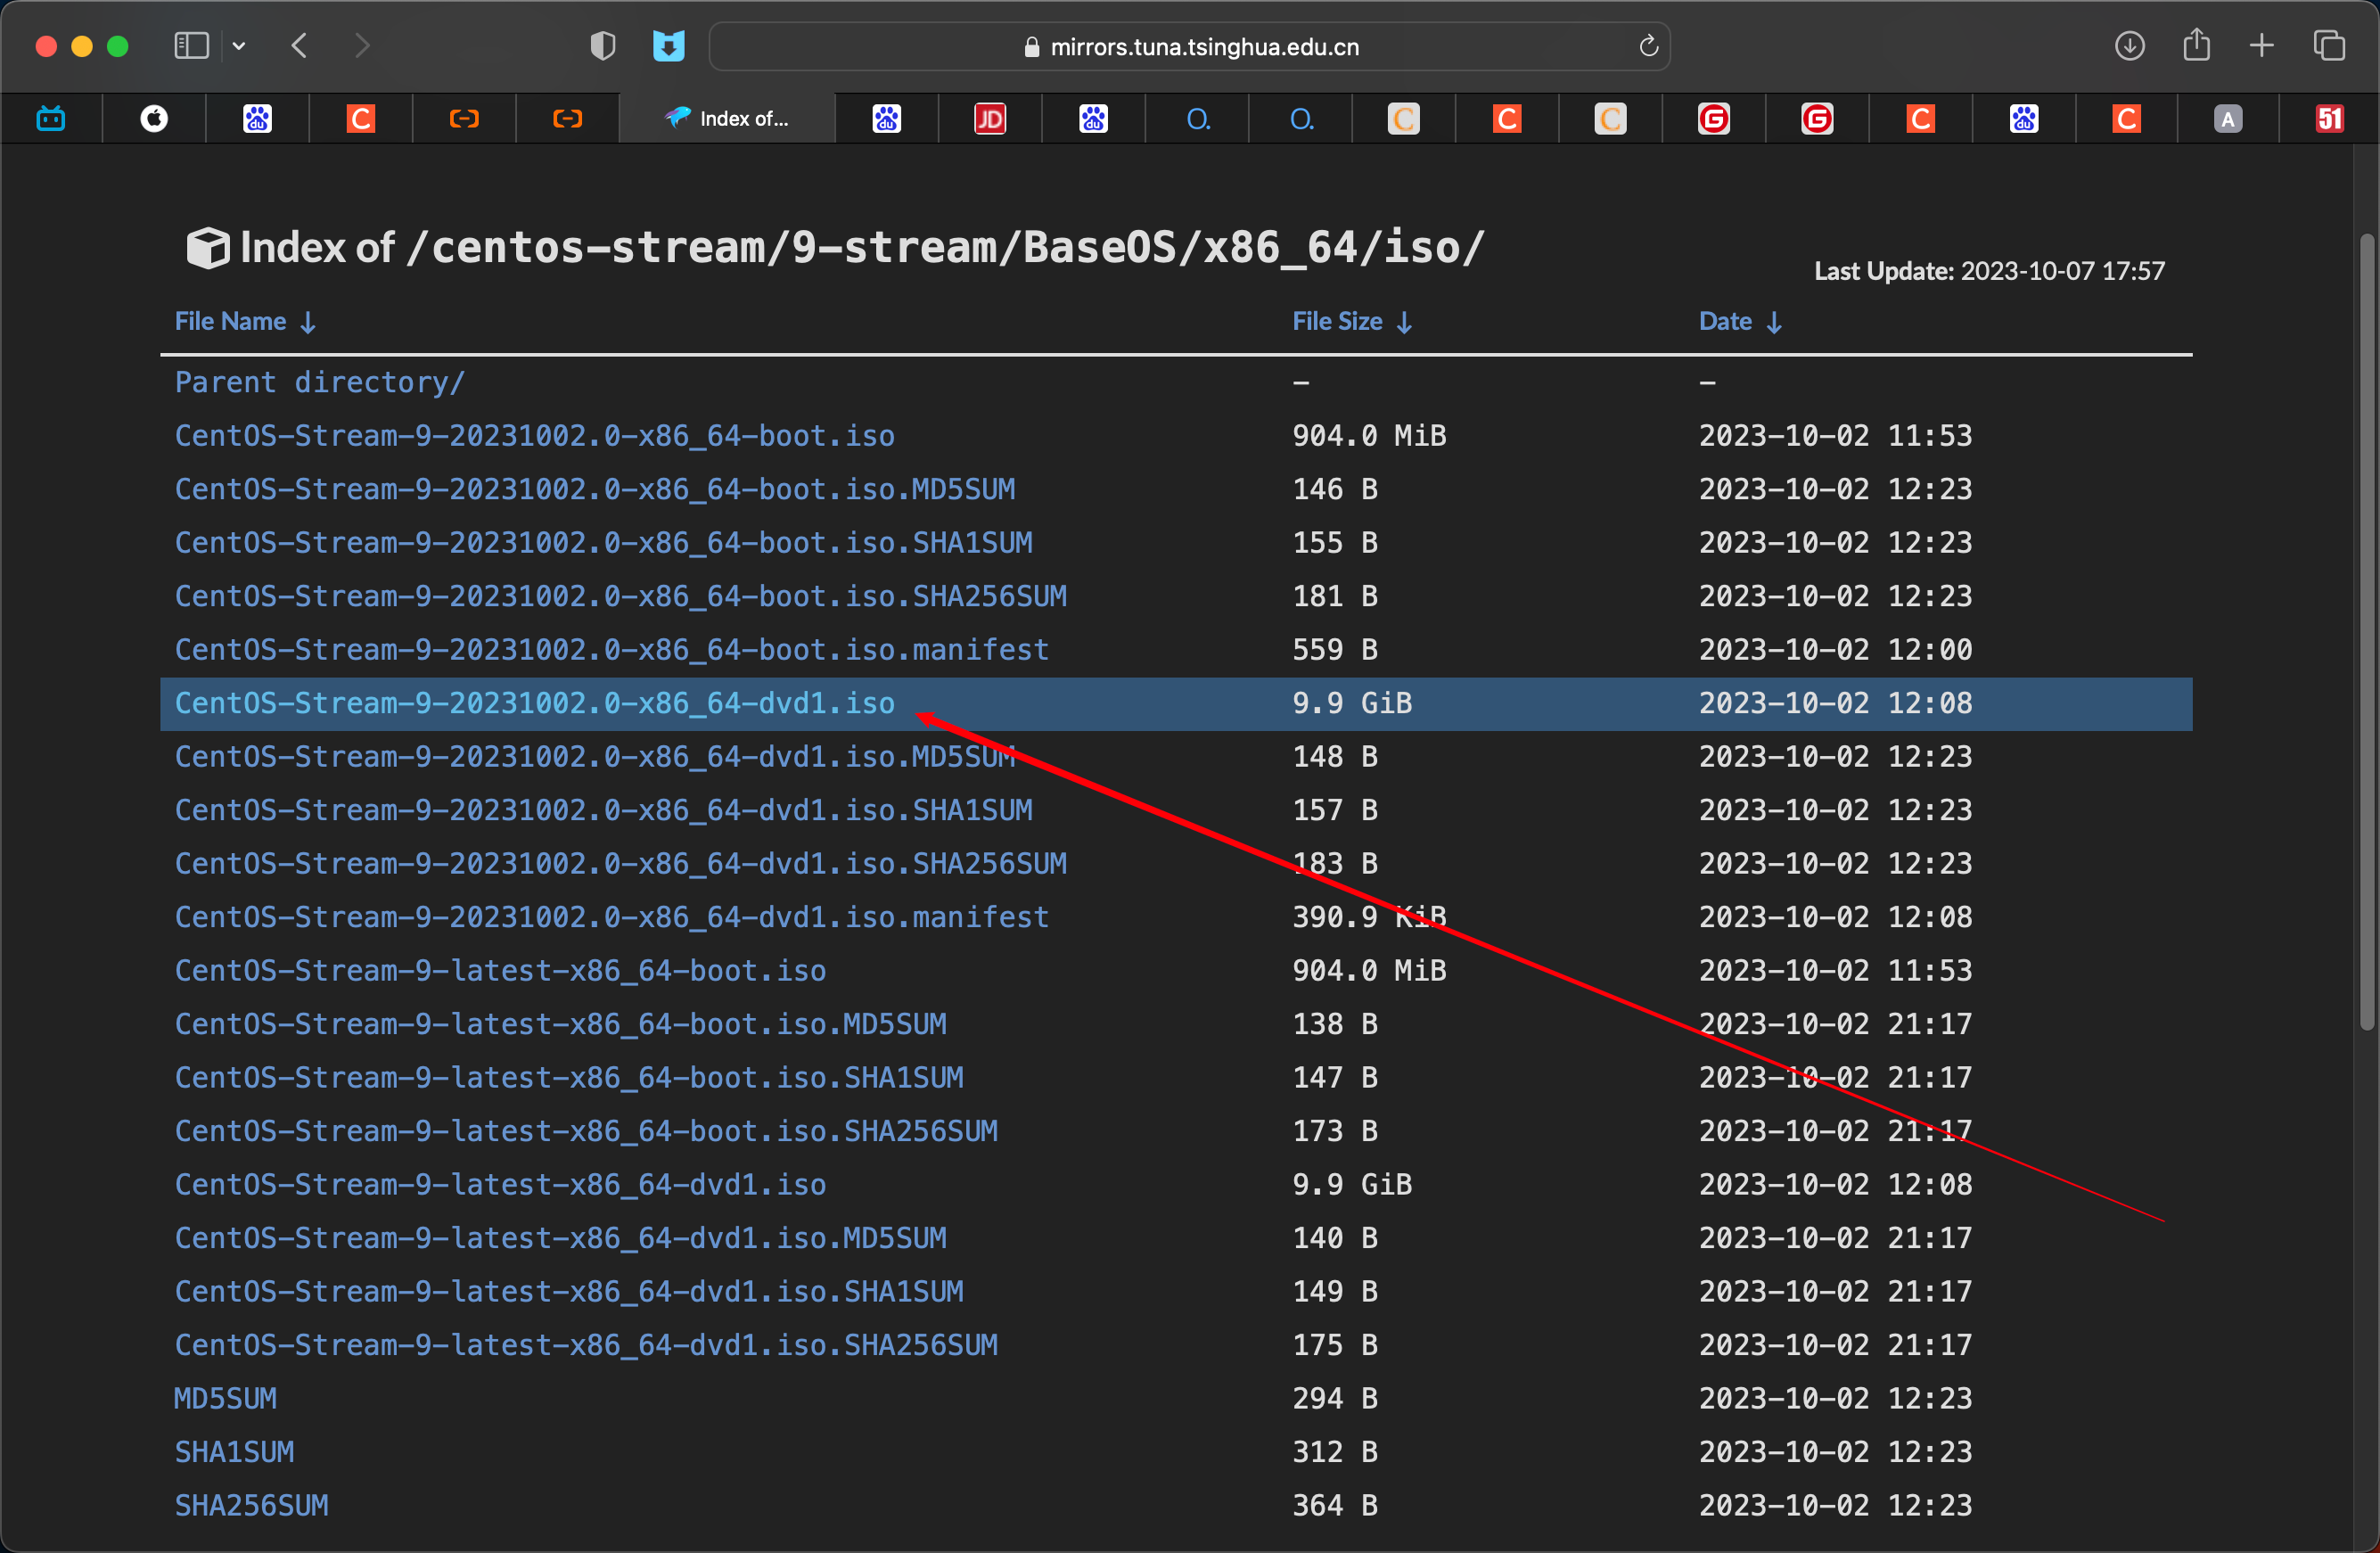 mirrors.tuna.tsinghua.edu.cn
du C Index of... du JD du O. O. C C C G G C du C A 51
Index of /centos-stream/9-stream/BaseOS/x86_64/iso/
Last Update: 2023-10-07 17:57
File Name ↓ File Size ↓ Date ↓
Parent directory/ - -
CentOS-Stream-9-20231002.0-x86_64-boot.iso 904.0 MiB 2023-10-02 11:53
CentOS-Stream-9-20231002.0-x86_64-boot.iso.MD5SUM 146 B 2023-10-02 12:23
CentOS-Stream-9-20231002.0-x86_64-boot.iso.SHA1SUM 155 B 2023-10-02 12:23
CentOS-Stream-9-20231002.0-x86_64-boot.iso.SHA256SUM 181 B 2023-10-02 12:23
CentOS-Stream-9-20231002.0-x86_64-boot.iso.manifest 559 B 2023-10-02 12:00
CentOS-Stream-9-20231002.0-x86_64-dvd1.iso 9.9 GiB 2023-10-02 12:08
CentOS-Stream-9-20231002.0-x86_64-dvd1.iso.MD5SUM 148 B 2023-10-02 12:23
CentOS-Stream-9-20231002.0-x86_64-dvd1.iso.SHA1SUM 157 B 2023-10-02 12:23
CentOS-Stream-9-20231002.0-x86_64-dvd1.iso.SHA256SUM 183 B 2023-10-02 12:23
CentOS-Stream-9-20231002.0-x86_64-dvd1.iso.manifest 390.9 KiB 2023-10-02 12:08
CentOS-Stream-9-latest-x86_64-boot.iso 904.0 MiB 2023-10-02 11:53
CentOS-Stream-9-latest-x86_64-boot.iso.MD5SUM 138 B 2023-10-02 21:17
CentOS-Stream-9-latest-x86_64-boot.iso.SHA1SUM 147 B 2023-10-02 21:17
CentOS-Stream-9-latest-x86_64-boot.iso.SHA256SUM 173 B 2023-10-02 21:17
CentOS-Stream-9-latest-x86_64-dvd1.iso 9.9 GiB 2023-10-02 12:08
CentOS-Stream-9-latest-x86_64-dvd1.iso.MD5SUM 140 B 2023-10-02 21:17
CentOS-Stream-9-latest-x86_64-dvd1.iso.SHA1SUM 149 B 2023-10-02 21:17
CentOS-Stream-9-latest-x86_64-dvd1.iso.SHA256SUM 175 B 2023-10-02 21:17
MD5SUM 294 B 2023-10-02 12:23
SHA1SUM 312 B 2023-10-02 12:23
SHA256SUM 364 B 2023-10-02 12:23